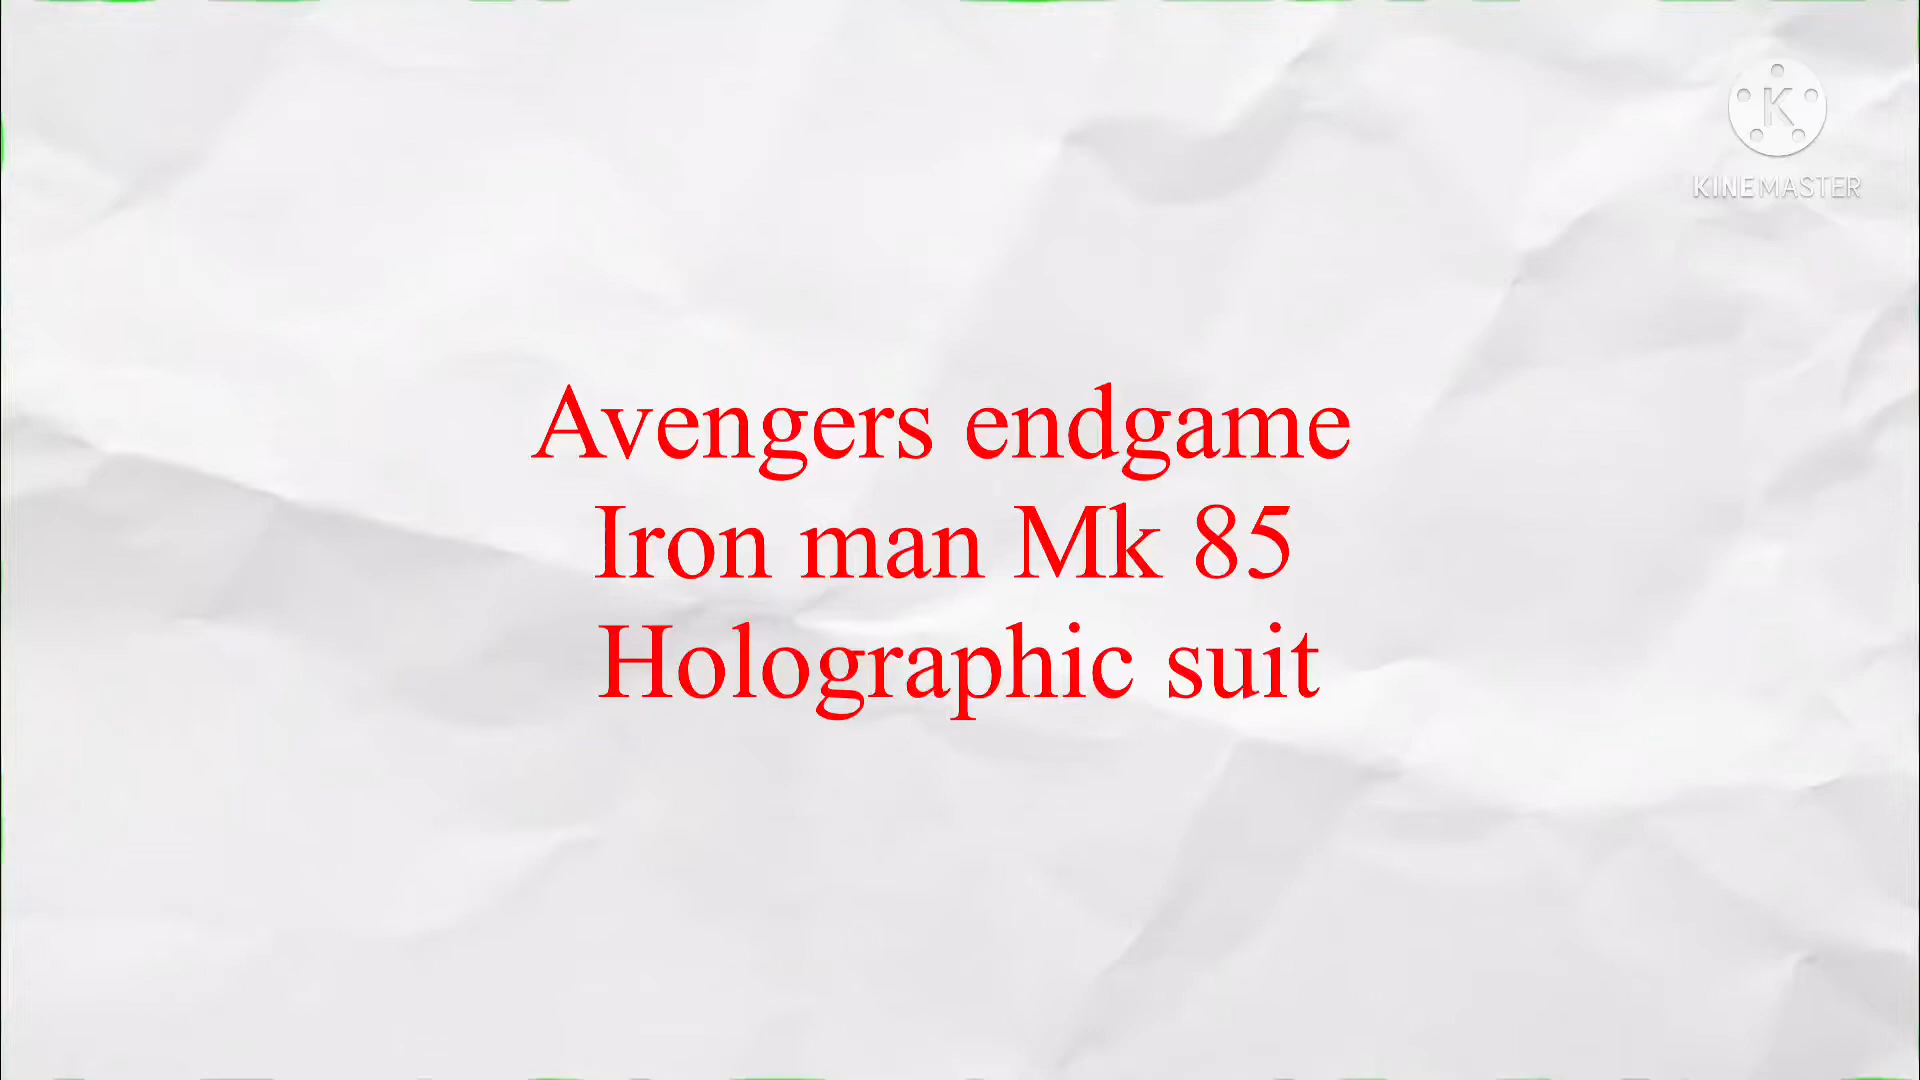 K
KINEMASTER
Avengers endgame
Iron man Mk 85
Holographic suit